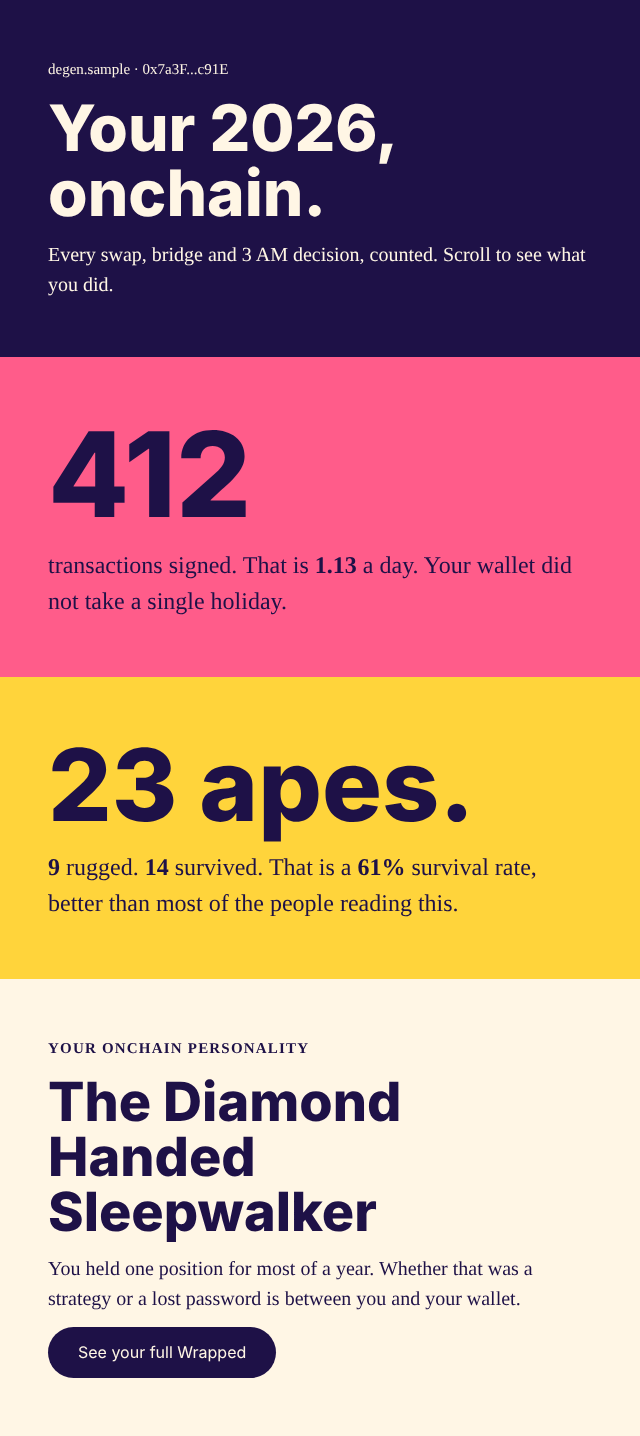 degen.sample · 0x7a3F...c91E
Your 2026,
onchain.
Every swap, bridge and 3 AM decision, counted. Scroll to see what
you did.
412
transactions signed. That is 1.13 a day. Your wallet did
not take a single holiday.
23 apes.
9 rugged. 14 survived. That is a 61% survival rate,
better than most of the people reading this.
YOUR ONCHAIN PERSONALITY
The Diamond
Handed
Sleepwalker
You held one position for most of a year. Whether that was a
strategy or a lost password is between you and your wallet.
See your full Wrapped